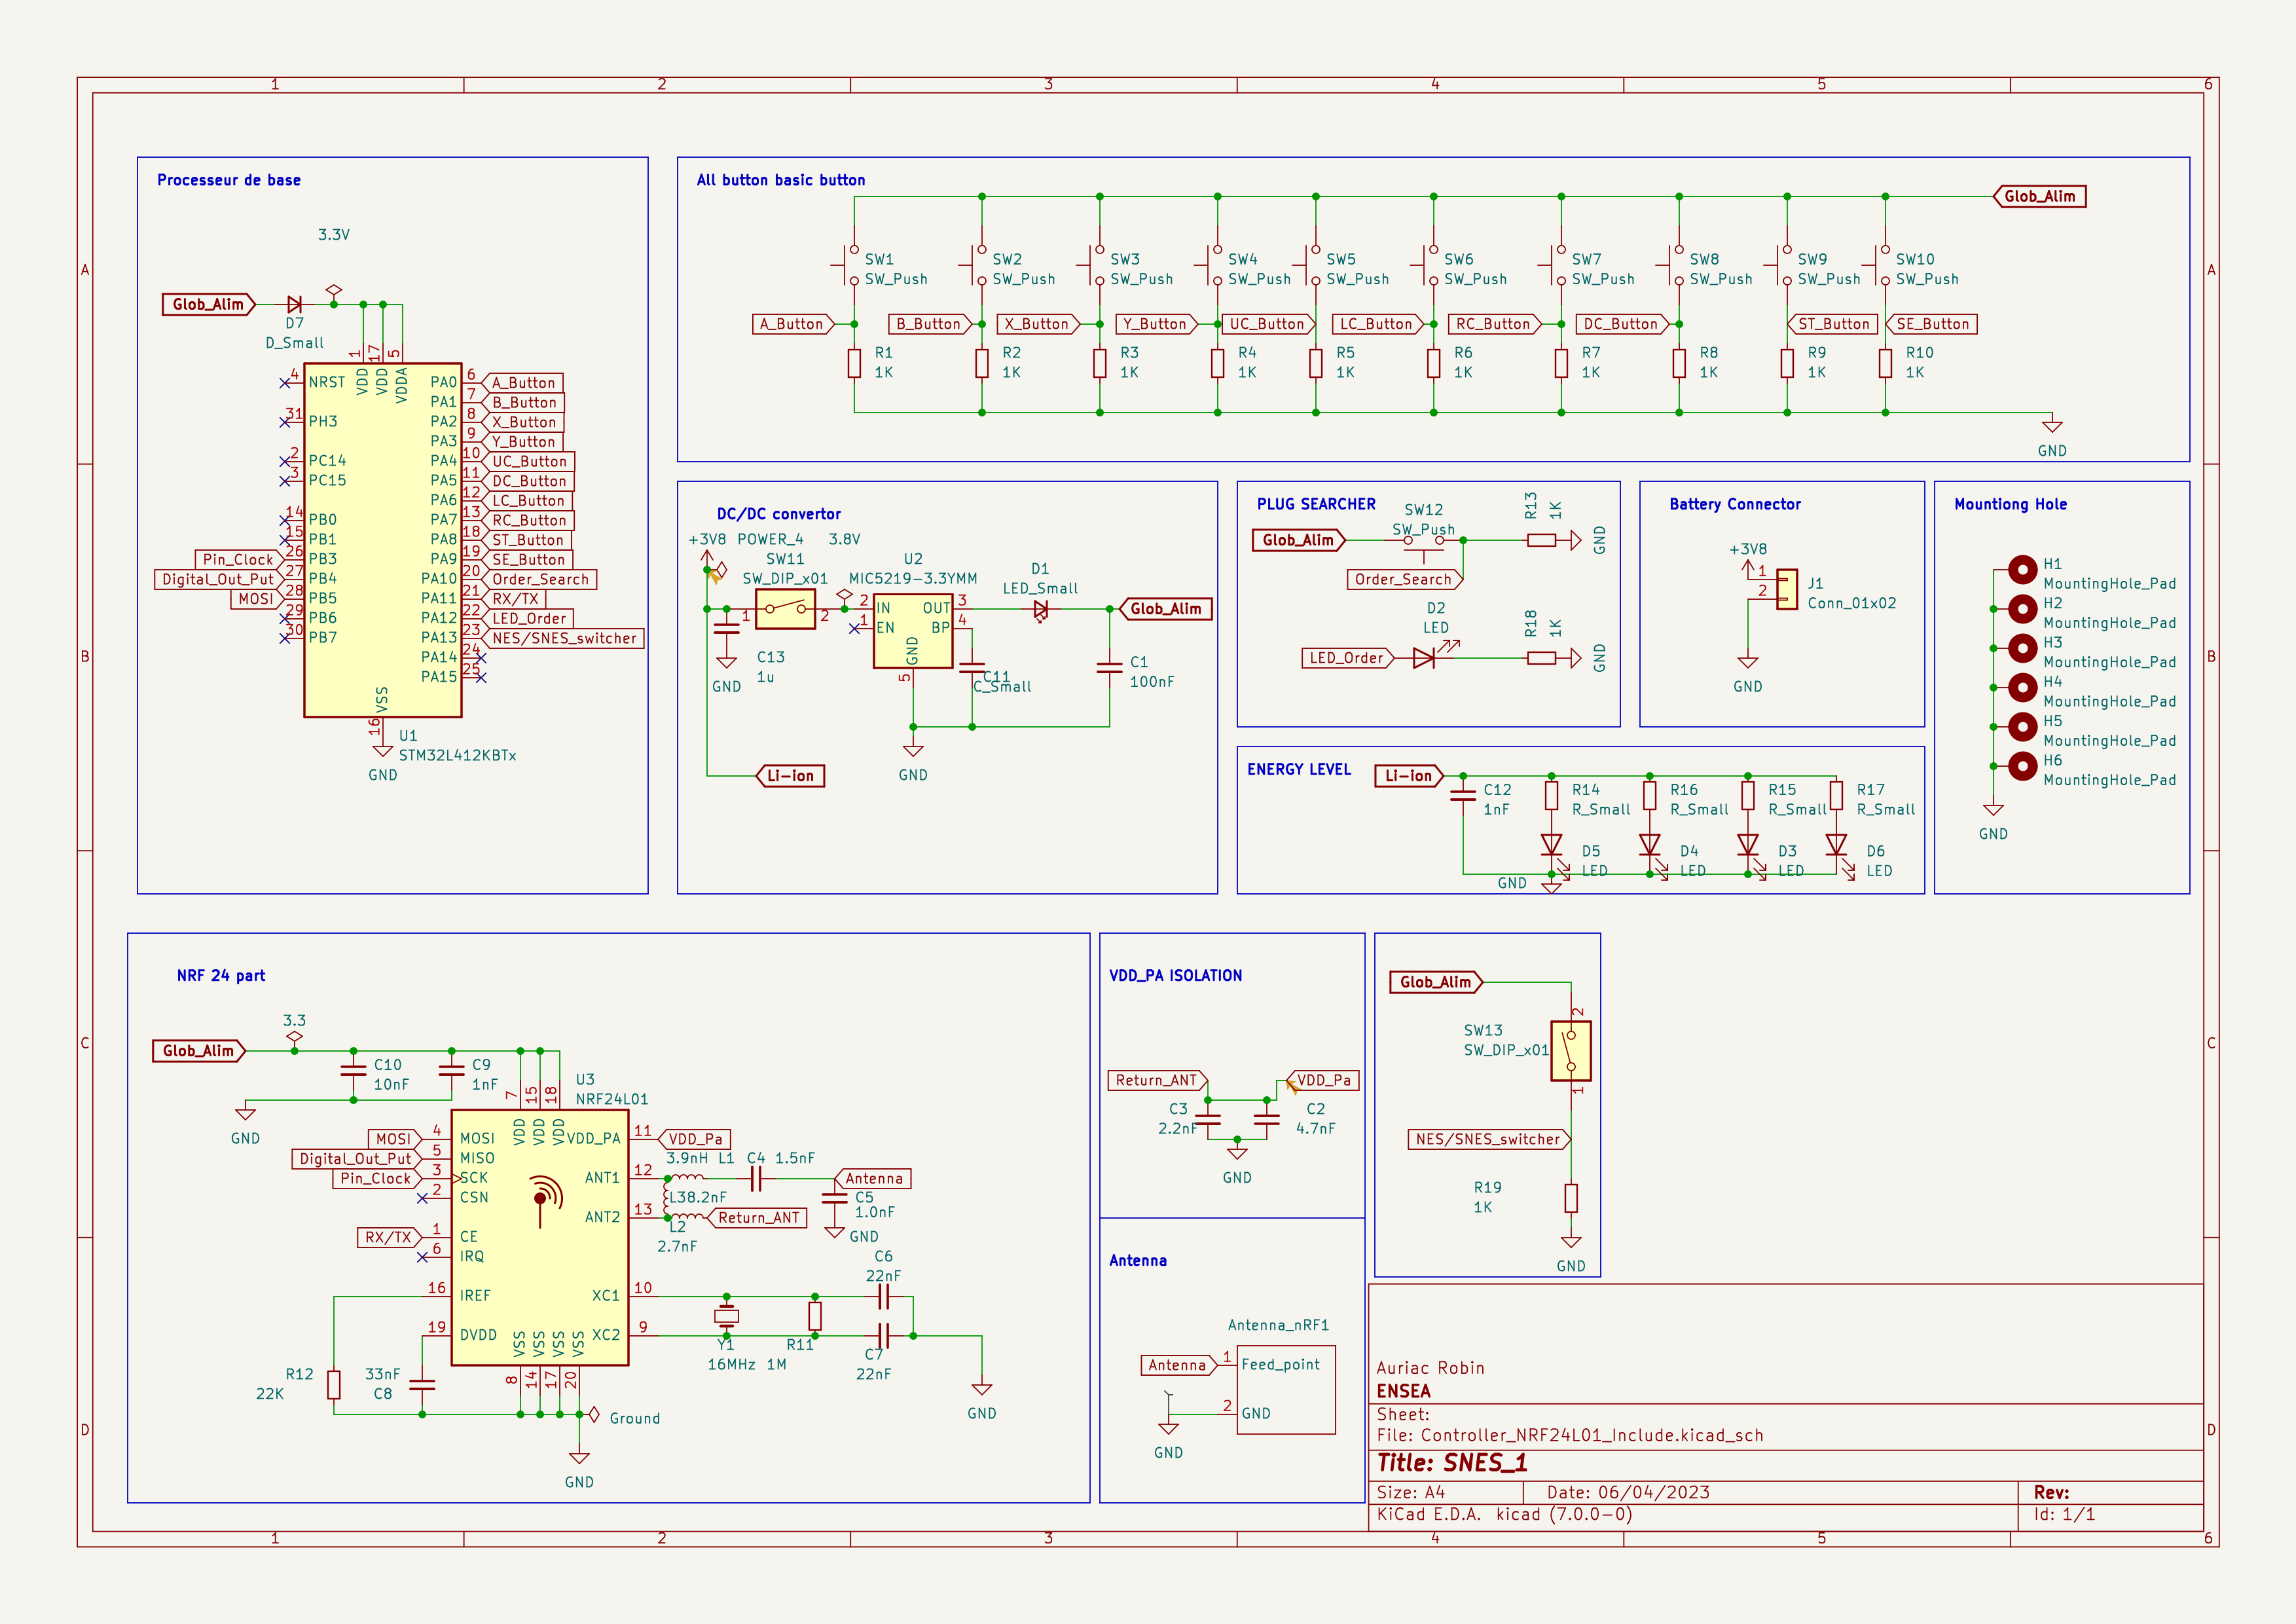 1 2 3 4 5 6
A
B
C
D
Processeur de base
3.3V
Glob_Alim
D7
D_Small
1 17 5
VDD VDD VDDA
4 NRST
31 PH3
2 PC14
3 PC15
14 PB0
15 PB1
Pin_Clock 26 PB3
Digital_Out_Put 27 PB4
MOSI 28 PB5
29 PB6
30 PB7
PA0 6 A_Button
PA1 7 B_Button
PA2 8 X_Button
PA3 9 Y_Button
PA4 10 UC_Button
PA5 11 DC_Button
PA6 12 LC_Button
PA7 13 RC_Button
PA8 18 ST_Button
PA9 19 SE_Button
PA10 20 Order_Search
PA11 21 RX/TX
PA12 22 LED_Order
PA13 23 NES/SNES_switcher
PA14 24
PA15 25
VSS
16
U1
STM32L412KBTx
GND
All button basic button
Glob_Alim
SW1 SW2 SW3 SW4 SW5 SW6 SW7 SW8 SW9 SW10
SW_Push SW_Push SW_Push SW_Push SW_Push SW_Push SW_Push SW_Push SW_Push SW_Push
A_Button B_Button X_Button Y_Button UC_Button LC_Button RC_Button DC_Button ST_Button SE_Button
R1 R2 R3 R4 R5 R6 R7 R8 R9 R10
1K 1K 1K 1K 1K 1K 1K 1K 1K 1K
GND
DC/DC convertor
+3V8 POWER_4 3.8V
SW11
SW_DIP_x01
1 2
U2
MIC5219-3.3YMM
2 IN
1 EN
OUT 3
BP 4
GND
5
D1
LED_Small
Glob_Alim
C13
1u
GND
C11
C_Small
C1
100nF
GND
Li-ion
PLUG SEARCHER
SW12
SW_Push
Glob_Alim
Order_Search
R13
1K
GND
D2
LED
LED_Order
R18
1K
GND
Battery Connector
+3V8
1
2
J1
Conn_01x02
GND
Mountiong Hole
H1
MountingHole_Pad
H2
MountingHole_Pad
H3
MountingHole_Pad
H4
MountingHole_Pad
H5
MountingHole_Pad
H6
MountingHole_Pad
GND
ENERGY LEVEL
Li-ion
C12
1nF
R14 R16 R15 R17
R_Small R_Small R_Small R_Small
D5 D4 D3 D6
LED LED LED LED
GND
NRF 24 part
3.3
Glob_Alim
C10
10nF
C9
1nF
GND
U3
NRF24L01
7 15 18
VDD VDD VDD
MOSI 4 MOSI
Digital_Out_Put 5 MISO
Pin_Clock 3 SCK
2 CSN
RX/TX 1 CE
6 IRQ
16 IREF
19 DVDD
VDD_PA 11 VDD_Pa
ANT1 12
ANT2 13
XC1 10
XC2 9
VSS VSS VSS VSS
8 14 17 20
3.9nH L1 C4 1.5nF
Antenna
L38.2nF
C5
1.0nF
Return_ANT
L2
2.7nF
GND
C6
22nF
Y1
16MHz
R11
1M
C7
22nF
GND
R12
22K
33nF
C8
Ground
GND
VDD_PA ISOLATION
Return_ANT
VDD_Pa
C3
2.2nF
C2
4.7nF
GND
Antenna
Antenna_nRF1
Antenna 1 Feed_point
2 GND
GND
Glob_Alim
2
SW13
SW_DIP_x01
1
NES/SNES_switcher
R19
1K
GND
Auriac Robin
ENSEA
Sheet:
File: Controller_NRF24L01_Include.kicad_sch
Title: SNES_1
Size: A4 Date: 06/04/2023 Rev:
KiCad E.D.A. kicad (7.0.0-0) Id: 1/1
A
B
C
D
1 2 3 4 5 6